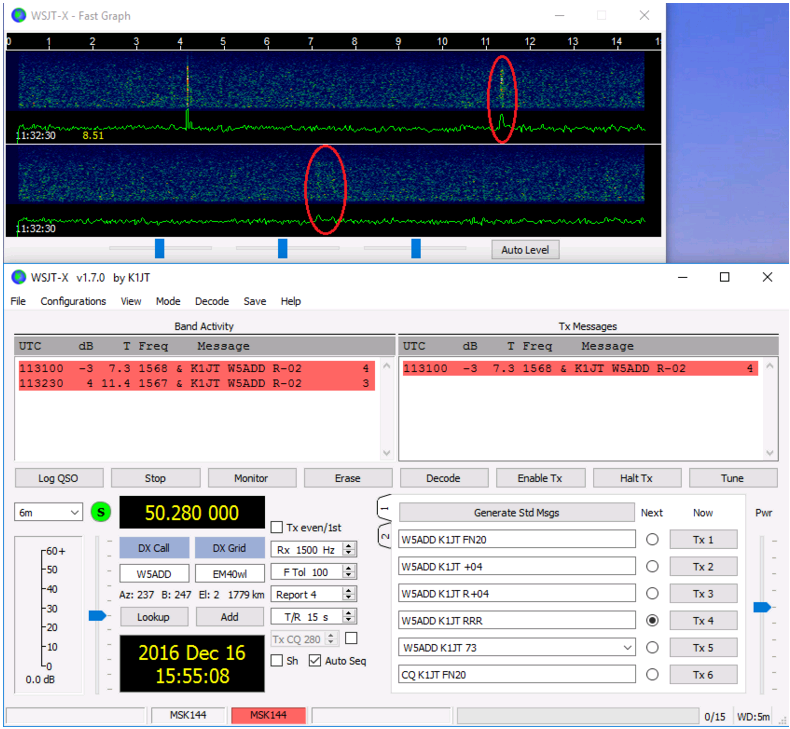 WSJT-X - Fast Graph
0 1 2 3 4 5 6 7 8 9 10 11 12 13 14 1
11:32:30 8.51
11:32:30
Auto Level
WSJT-X v1.7.0 by K1JT
File Configurations View Mode Decode Save Help
Band Activity
UTC dB T Freq Message
113100 -3 7.3 1568 & K1JT W5ADD R-02 4
113230 4 11.4 1567 & K1JT W5ADD R-02 3
Tx Messages
UTC dB T Freq Message
113100 -3 7.3 1568 & K1JT W5ADD R-02 4
Log QSO Stop Monitor Erase Decode Enable Tx Halt Tx Tune
6m S 50.280 000
Tx even/1st
DX Call DX Grid Rx 1500 Hz
W5ADD EM40wl F Tol 100
Az: 237 B: 247 El: 2 1779 km Report 4
Lookup Add T/R 15 s
Tx CQ 280
2016 Dec 16
15:55:08
Sh Auto Seq
60+
50
40
30
20
10
0
0.0 dB
1
2
Generate Std Msgs Next Now Pwr
W5ADD K1JT FN20 Tx 1
W5ADD K1JT +04 Tx 2
W5ADD K1JT R+04 Tx 3
W5ADD K1JT RRR Tx 4
W5ADD K1JT 73 Tx 5
CQ K1JT FN20 Tx 6
MSK144 MSK144 0/15 WD:5m